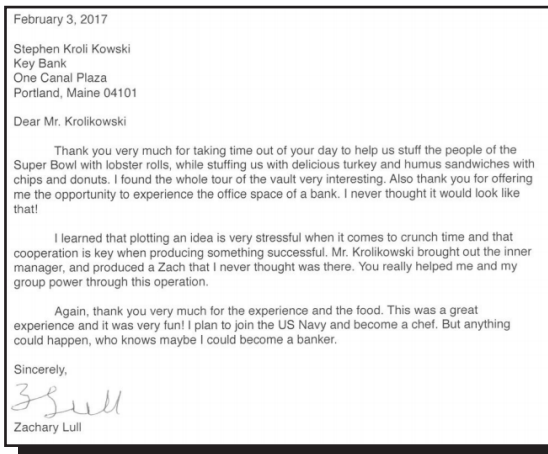 February 3, 2017
Stephen Kroli Kowski
Key Bank
One Canal Plaza
Portland, Maine 04101
Dear Mr. Krolikowski
Thank you very much for taking time out of your day to help us stuff the people of the
Super Bowl with lobster rolls, while stuffing us with delicious turkey and humus sandwiches with
chips and donuts. I found the whole tour of the vault very interesting. Also thank you for offering
me the opportunity to experience the office space of a bank. I never thought it would look like
that!
I learned that plotting an idea is very stressful when it comes to crunch time and that
cooperation is key when producing something successful. Mr. Krolikowski brought out the inner
manager, and produced a Zach that I never thought was there. You really helped me and my
group power through this operation.
Again, thank you very much for the experience and the food. This was a great
experience and it was very fun! I plan to join the US Navy and become a chef. But anything
could happen, who knows maybe I could become a banker.
Sincerely,
Z Lull
Zachary Lull